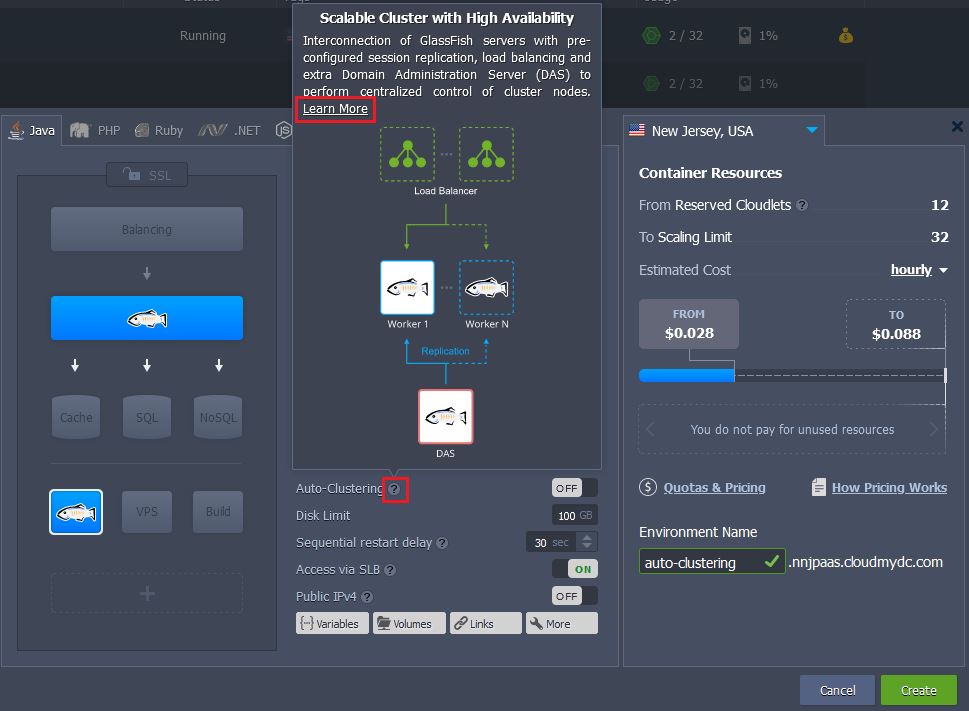 Scalable Cluster with High Availability
Running
Interconnection of GlassFish servers with pre-
configured session replication, load balancing and
extra Domain Administration Server (DAS) to
perform centralized control of cluster nodes.
Learn More
2 / 32
1%
2 / 32
1%
Java
PHP
Ruby
.NET
SSL
Balancing
Cache
SQL
NoSQL
VPS
Build
Load Balancer
Worker 1
Worker N
Replication
DAS
Auto-Clustering ?
OFF
Disk Limit
100 GB
Sequential restart delay ?
30 sec
Access via SLB ?
ON
Public IPv4 ?
OFF
Variables
Volumes
Links
More
New Jersey, USA
Container Resources
From Reserved Cloudlets ? 12
To Scaling Limit 32
Estimated Cost hourly
FROM
$0.028
TO
$0.088
You do not pay for unused resources
Quotas & Pricing
How Pricing Works
Environment Name
auto-clustering .nnjpaas.cloudmydc.com
Cancel
Create